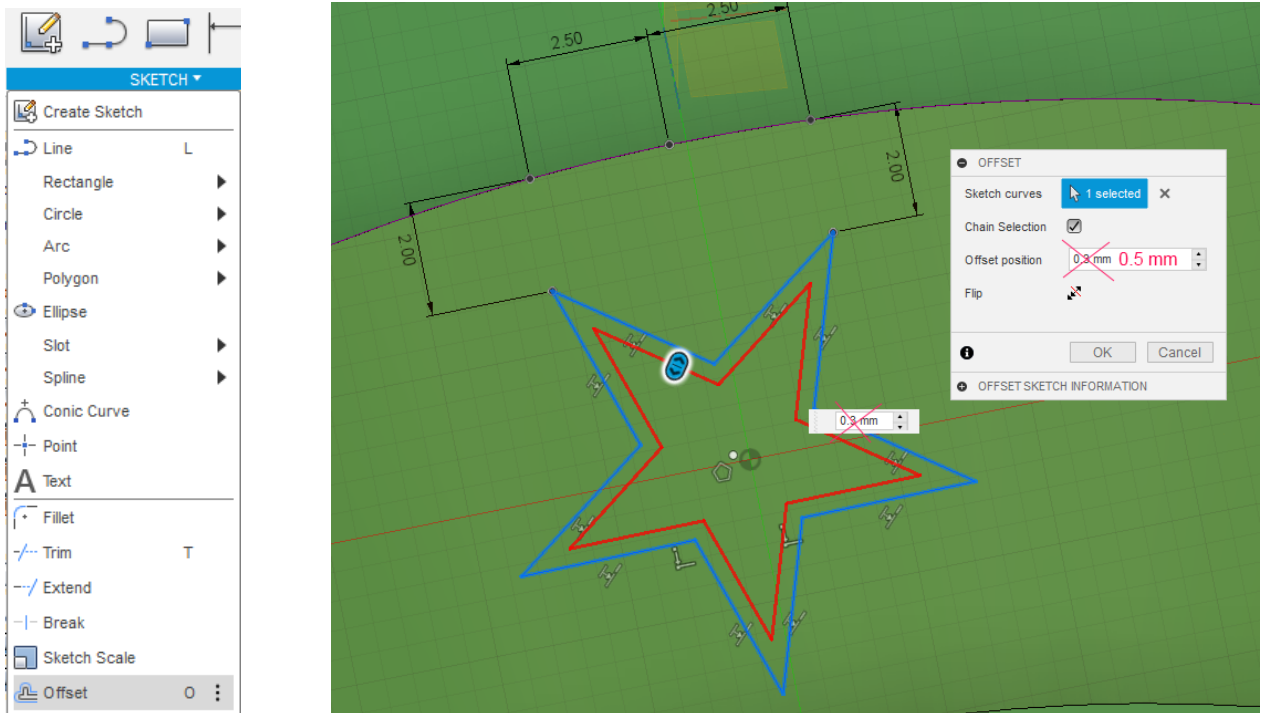 SKETCH
Create Sketch
Line L
Rectangle
Circle
Arc
Polygon
Ellipse
Slot
Spline
Conic Curve
Point
Text
Fillet
Trim T
Extend
Break
Sketch Scale
Offset O
2.50
2.50
2.00
2.00
OFFSET
Sketch curves 1 selected
Chain Selection
Offset position 0.3 mm 0.5 mm
Flip
OK Cancel
OFFSET SKETCH INFORMATION
0.3 mm